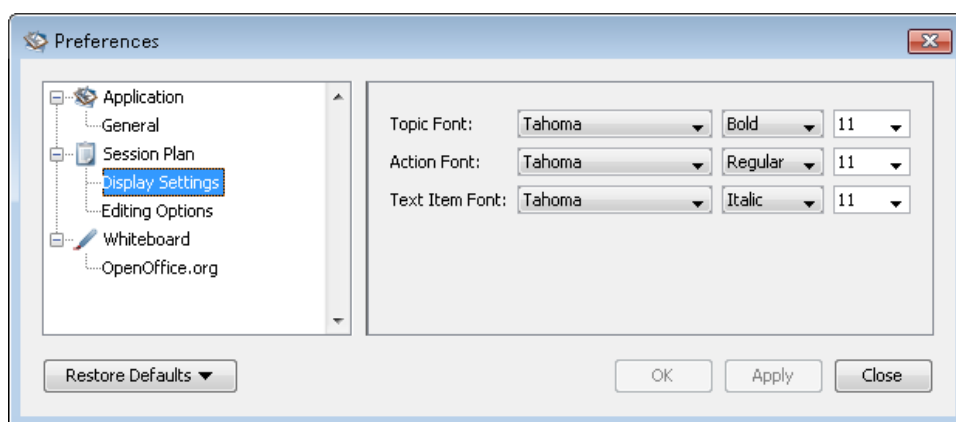 Preferences
Application
General
Session Plan
Display Settings
Editing Options
Whiteboard
OpenOffice.org
Topic Font: Tahoma Bold 11
Action Font: Tahoma Regular 11
Text Item Font: Tahoma Italic 11
Restore Defaults OK Apply Close